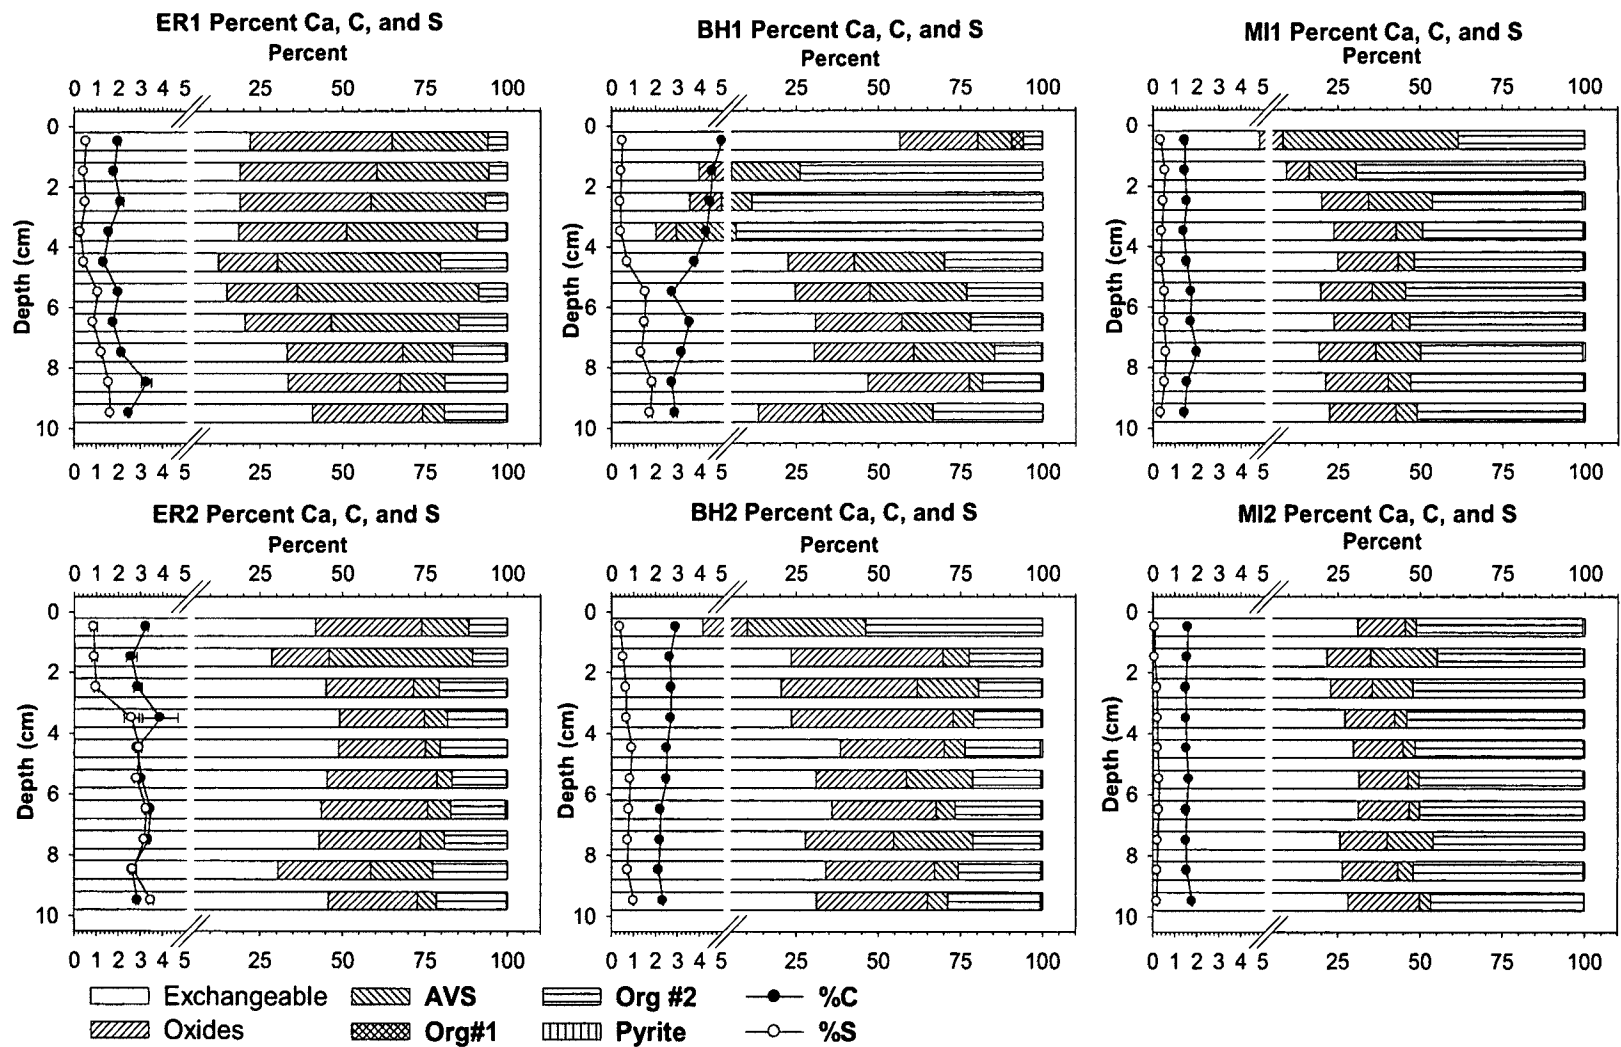 ER1 Percent Ca, C, and S
Percent
0 1 2 3 4 5 25 50 75 100
0
2
4
6
8
10
Depth (cm)
0 1 2 3 4 5 25 50 75 100
BH1 Percent Ca, C, and S
Percent
0 1 2 3 4 5 25 50 75 100
0
2
4
6
8
10
Depth (cm)
0 1 2 3 4 5 25 50 75 100
MI1 Percent Ca, C, and S
Percent
0 1 2 3 4 5 25 50 75 100
0
2
4
6
8
10
Depth (cm)
0 1 2 3 4 5 25 50 75 100
ER2 Percent Ca, C, and S
Percent
0 1 2 3 4 5 25 50 75 100
0
2
4
6
8
10
Depth (cm)
0 1 2 3 4 5 25 50 75 100
BH2 Percent Ca, C, and S
Percent
0 1 2 3 4 5 25 50 75 100
0
2
4
6
8
10
Depth (cm)
0 1 2 3 4 5 25 50 75 100
MI2 Percent Ca, C, and S
Percent
0 1 2 3 4 5 25 50 75 100
0
2
4
6
8
10
Depth (cm)
0 1 2 3 4 5 25 50 75 100
Exchangeable AVS Org #2 %C
Oxides Org#1 Pyrite %S